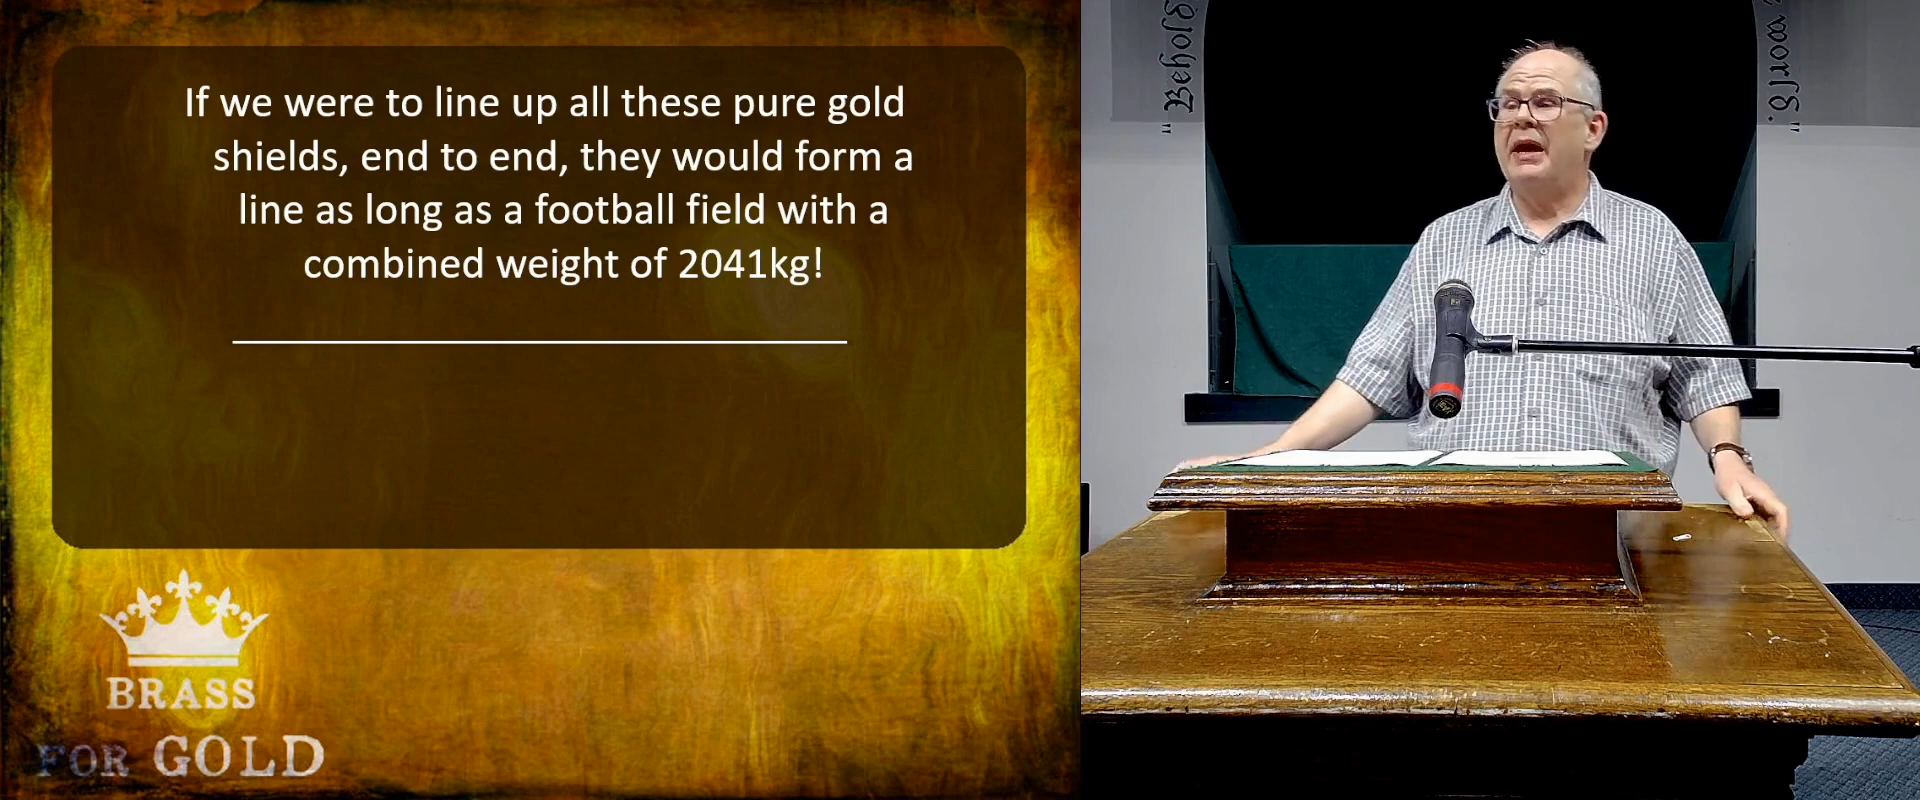 If we were to line up all these pure gold
shields, end to end, they would form a
line as long as a football field with a
combined weight of 2041kg!
BRASS
FOR GOLD
"Behold
world."